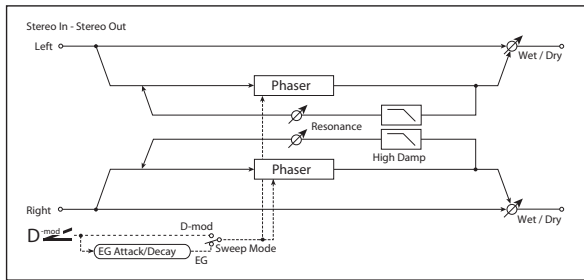 Stereo In - Stereo Out
Left
Wet / Dry
Phaser
Resonance
High Damp
Phaser
Right
Wet / Dry
D-mod
D-mod
EG Attack/Decay
EG
Sweep Mode